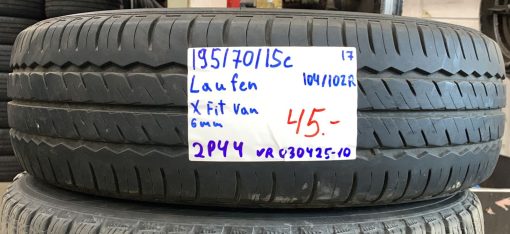 195/70/15c 17
Laufen 104/102R
X Fit Van
6mm 45.-
2P44 VR 030425-10